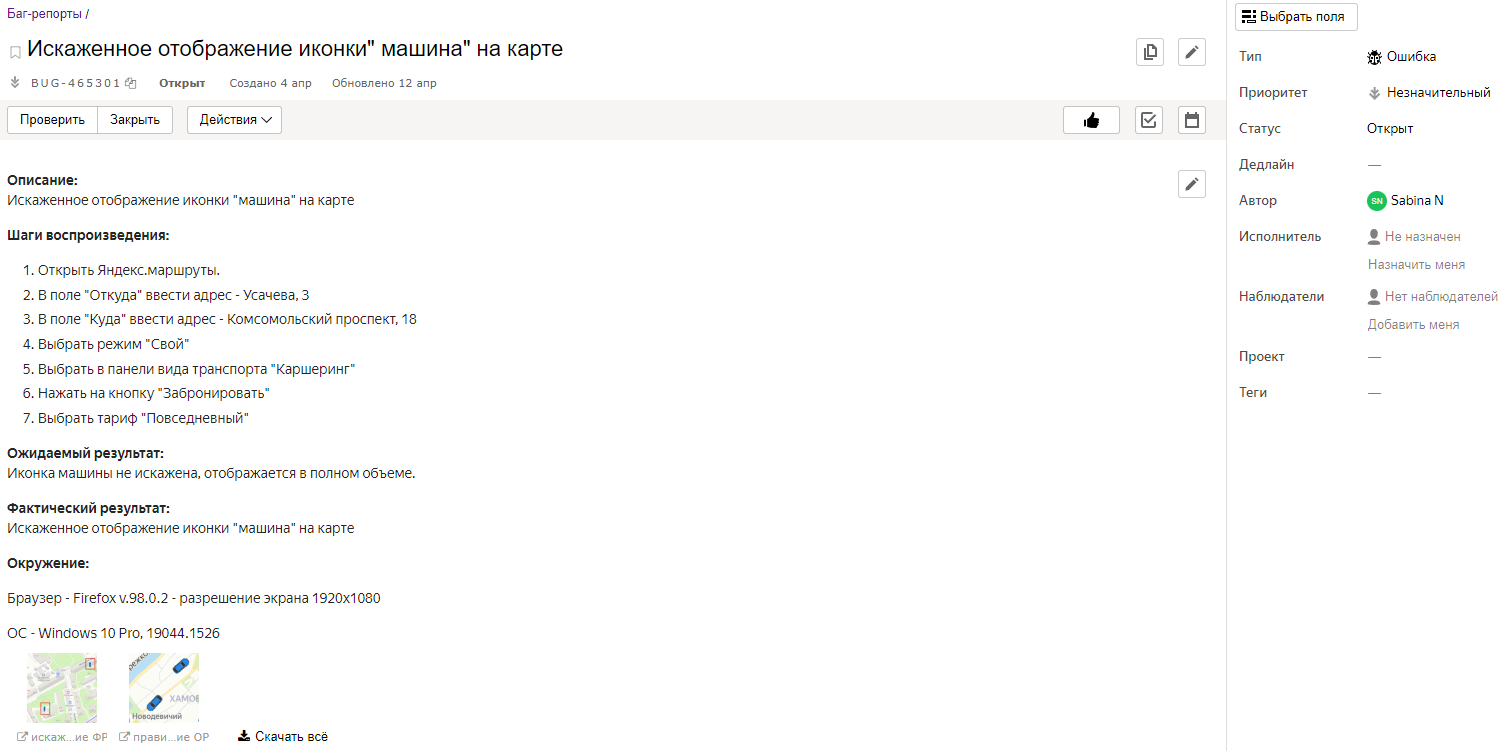 Баг-репорты /
Искаженное отображение иконки" машина" на карте
BUG-465301 Открыт Создано 4 апр Обновлено 12 апр
Проверить Закрыть Действия
Описание:
Искаженное отображение иконки "машина" на карте
Шаги воспроизведения:
1. Открыть Яндекс.маршруты.
2. В поле "Откуда" ввести адрес - Усачева, 3
3. В поле "Куда" ввести адрес - Комсомольский проспект, 18
4. Выбрать режим "Свой"
5. Выбрать в панели вида транспорта "Каршеринг"
6. Нажать на кнопку "Забронировать"
7. Выбрать тариф "Повседневный"
Ожидаемый результат:
Иконка машины не искажена, отображается в полном объеме.
Фактический результат:
Искаженное отображение иконки "машина" на карте
Окружение:
Браузер - Firefox v.98.0.2 - разрешение экрана 1920x1080
ОС - Windows 10 Pro, 19044.1526
ХАМОВ
Новодевичий
искаж...ие ФР прави...ие ОР Скачать всё
Выбрать поля
Тип Ошибка
Приоритет Незначительный
Статус Открыт
Дедлайн —
Автор SN Sabina N
Исполнитель Не назначен
Назначить меня
Наблюдатели Нет наблюдателей
Добавить меня
Проект —
Теги —